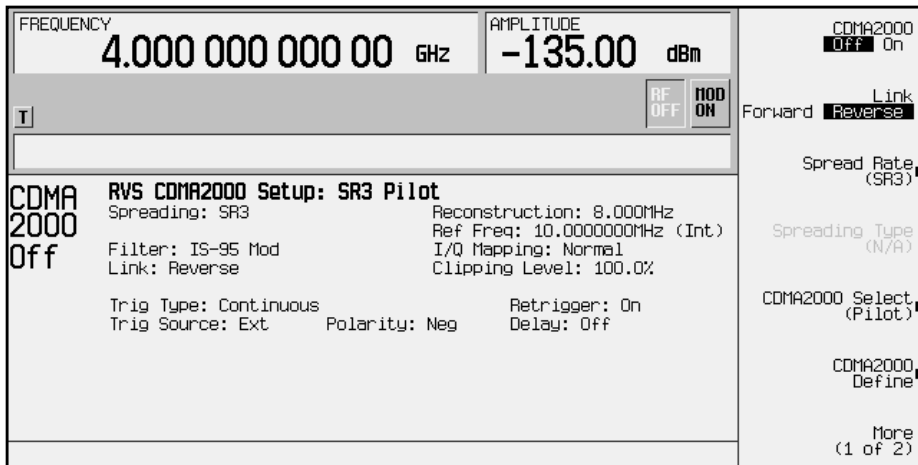 FREQUENCY
4.000 000 000 00 GHz
AMPLITUDE
-135.00 dBm
RF OFF
MOD ON
T
CDMA 2000 Off
RVS CDMA2000 Setup: SR3 Pilot
Spreading: SR3
Reconstruction: 8.000MHz
Ref Freq: 10.0000000MHz (Int)
Filter: IS-95 Mod
I/Q Mapping: Normal
Link: Reverse
Clipping Level: 100.0%
Trig Type: Continuous
Retrigger: On
Trig Source: Ext
Polarity: Neg
Delay: Off
CDMA2000
Off On
Link
Forward Reverse
Spread Rate
(SR3)
Spreading Type
(N/A)
CDMA2000 Select
(Pilot)
CDMA2000
Define
More
(1 of 2)